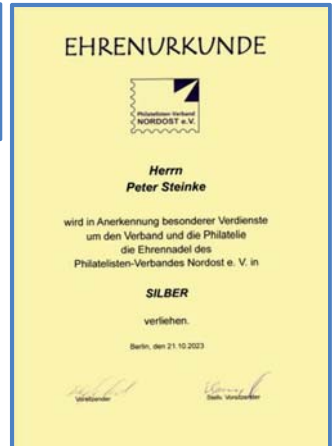 EHRENURKUNDE
Philatelisten-Verband
NORDOST e.V.
Herrn
Peter Steinke
wird in Anerkennung besonderer Verdienste
um den Verband und die Philatelie
die Ehrennadel des
Philatelisten-Verbandes Nordost e. V. in
SILBER
verliehen.
Berlin, den 21.10.2023
Vorsitzender
Stellv. Vorsitzender